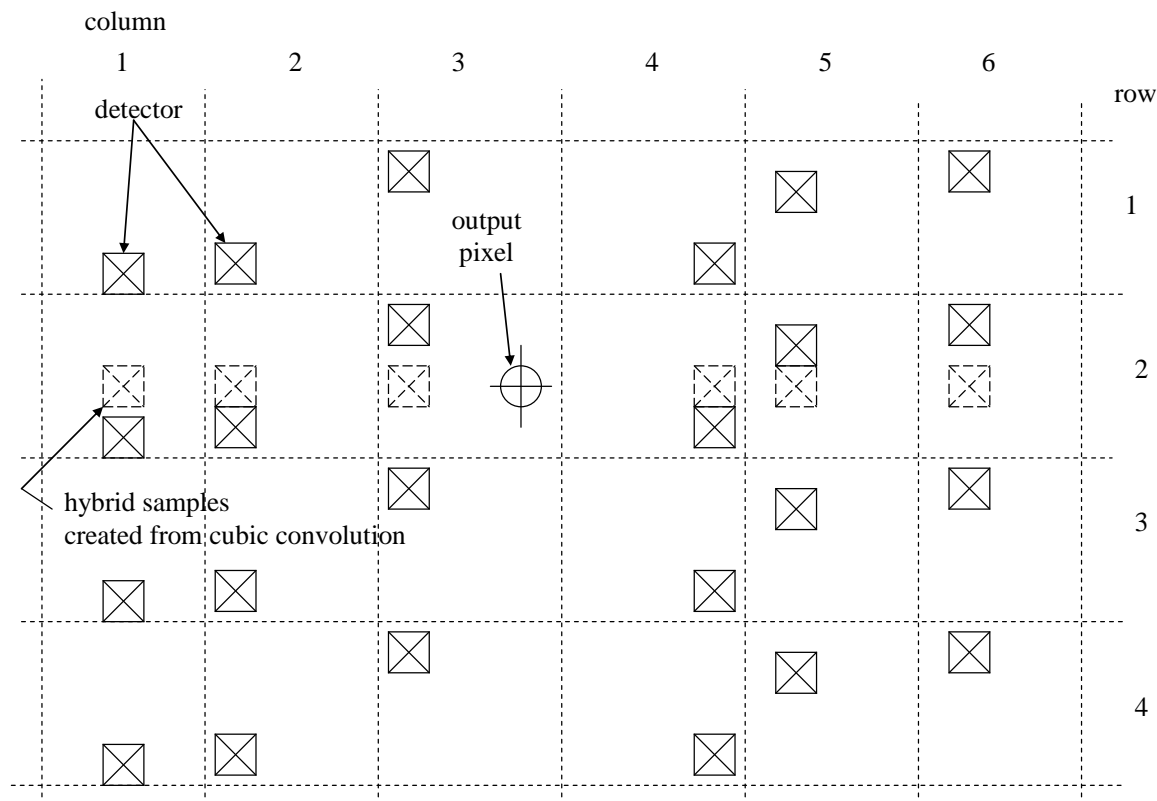 column
1 2 3 4 5 6
row
detector
1
output
pixel
2
hybrid samples
created from cubic convolution
3
4